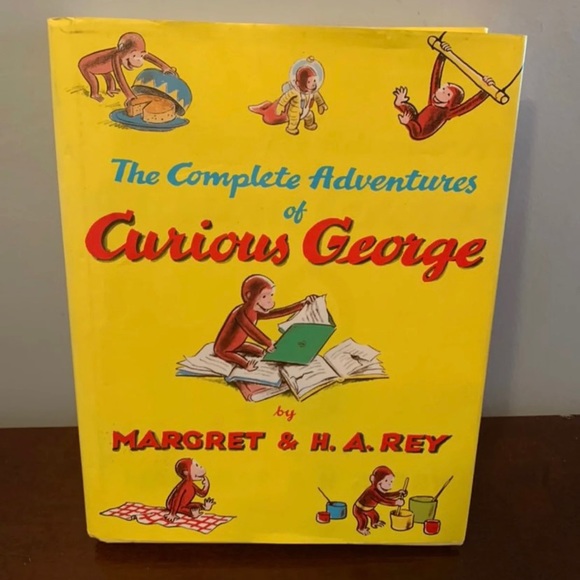 The Complete Adventures
of
Curious George
by
MARGRET & H. A. REY